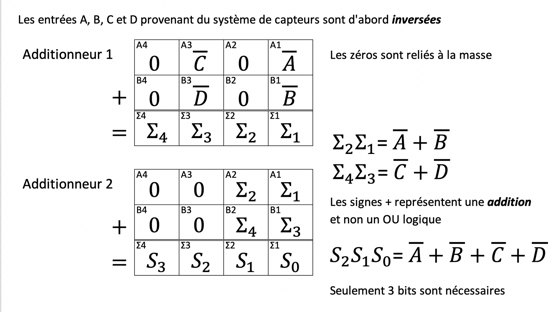 Les entrées A, B, C et D provenant du système de capteurs sont d'abord inversées
Additionneur 1
A4 0 A3 C̅ A2 0 A1 A̅
+ B4 0 B3 D̅ B2 0 B1 B̅
= Σ4 Σ₄ Σ3 Σ₃ Σ2 Σ₂ Σ1 Σ₁
Les zéros sont reliés à la masse
Σ₂Σ₁= A̅ + B̅
Σ₄Σ₃= C̅ + D̅
Additionneur 2
A4 0 A3 0 A2 Σ₂ A1 Σ₁
+ B4 0 B3 0 B2 Σ₄ B1 Σ₃
= Σ4 S₃ Σ3 S₂ Σ2 S₁ Σ1 S₀
Les signes + représentent une addition
et non un OU logique
S₂S₁S₀= A̅ + B̅ + C̅ + D̅
Seulement 3 bits sont nécessaires